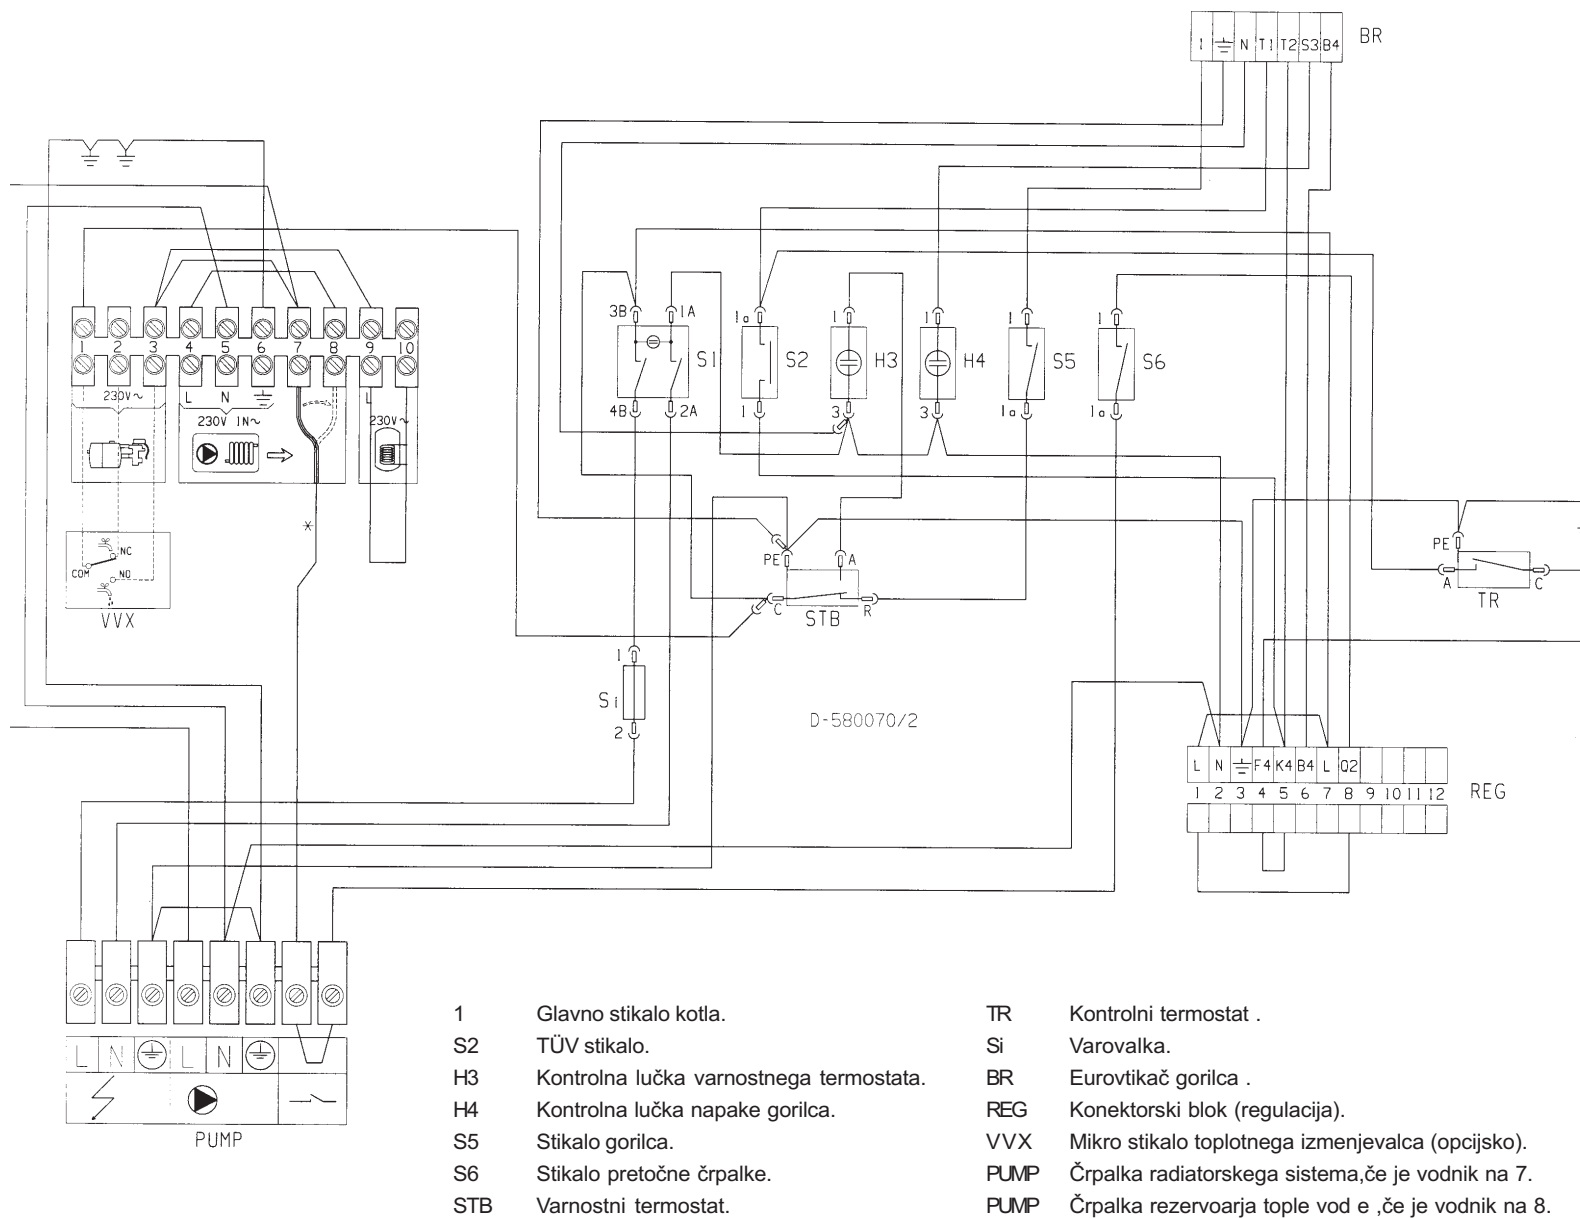 1 ⏚ N T1 T2 S3 B4 BR
3B 1A 1a 1 1 1 1
S1 S2 H3 H4 S5 S6
4B 2A 1 3 3 1a 1a
1 2 3 4 5 6 7 8 9 10
230V~ L N ⏚ L
230V 1N~ 230V~
*
NC
COM NO
VVX
PE A
C R
STB
PE
A C
TR
1
Si
2
D-580070/2
L N ⏚ F4 K4 B4 L Q2
1 2 3 4 5 6 7 8 9 10 11 12 REG
L N ⏚ L N ⏚
PUMP
1 Glavno stikalo kotla.
S2 TÜV stikalo.
H3 Kontrolna lučka varnostnega termostata.
H4 Kontrolna lučka napake gorilca.
S5 Stikalo gorilca.
S6 Stikalo pretočne črpalke.
STB Varnostni termostat.
TR Kontrolni termostat .
Si Varovalka.
BR Eurovtikač gorilca .
REG Konektorski blok (regulacija).
VVX Mikro stikalo toplotnega izmenjevalca (opcijsko).
PUMP Črpalka radiatorskega sistema,če je vodnik na 7.
PUMP Črpalka rezervoarja tople vod e ,če je vodnik na 8.